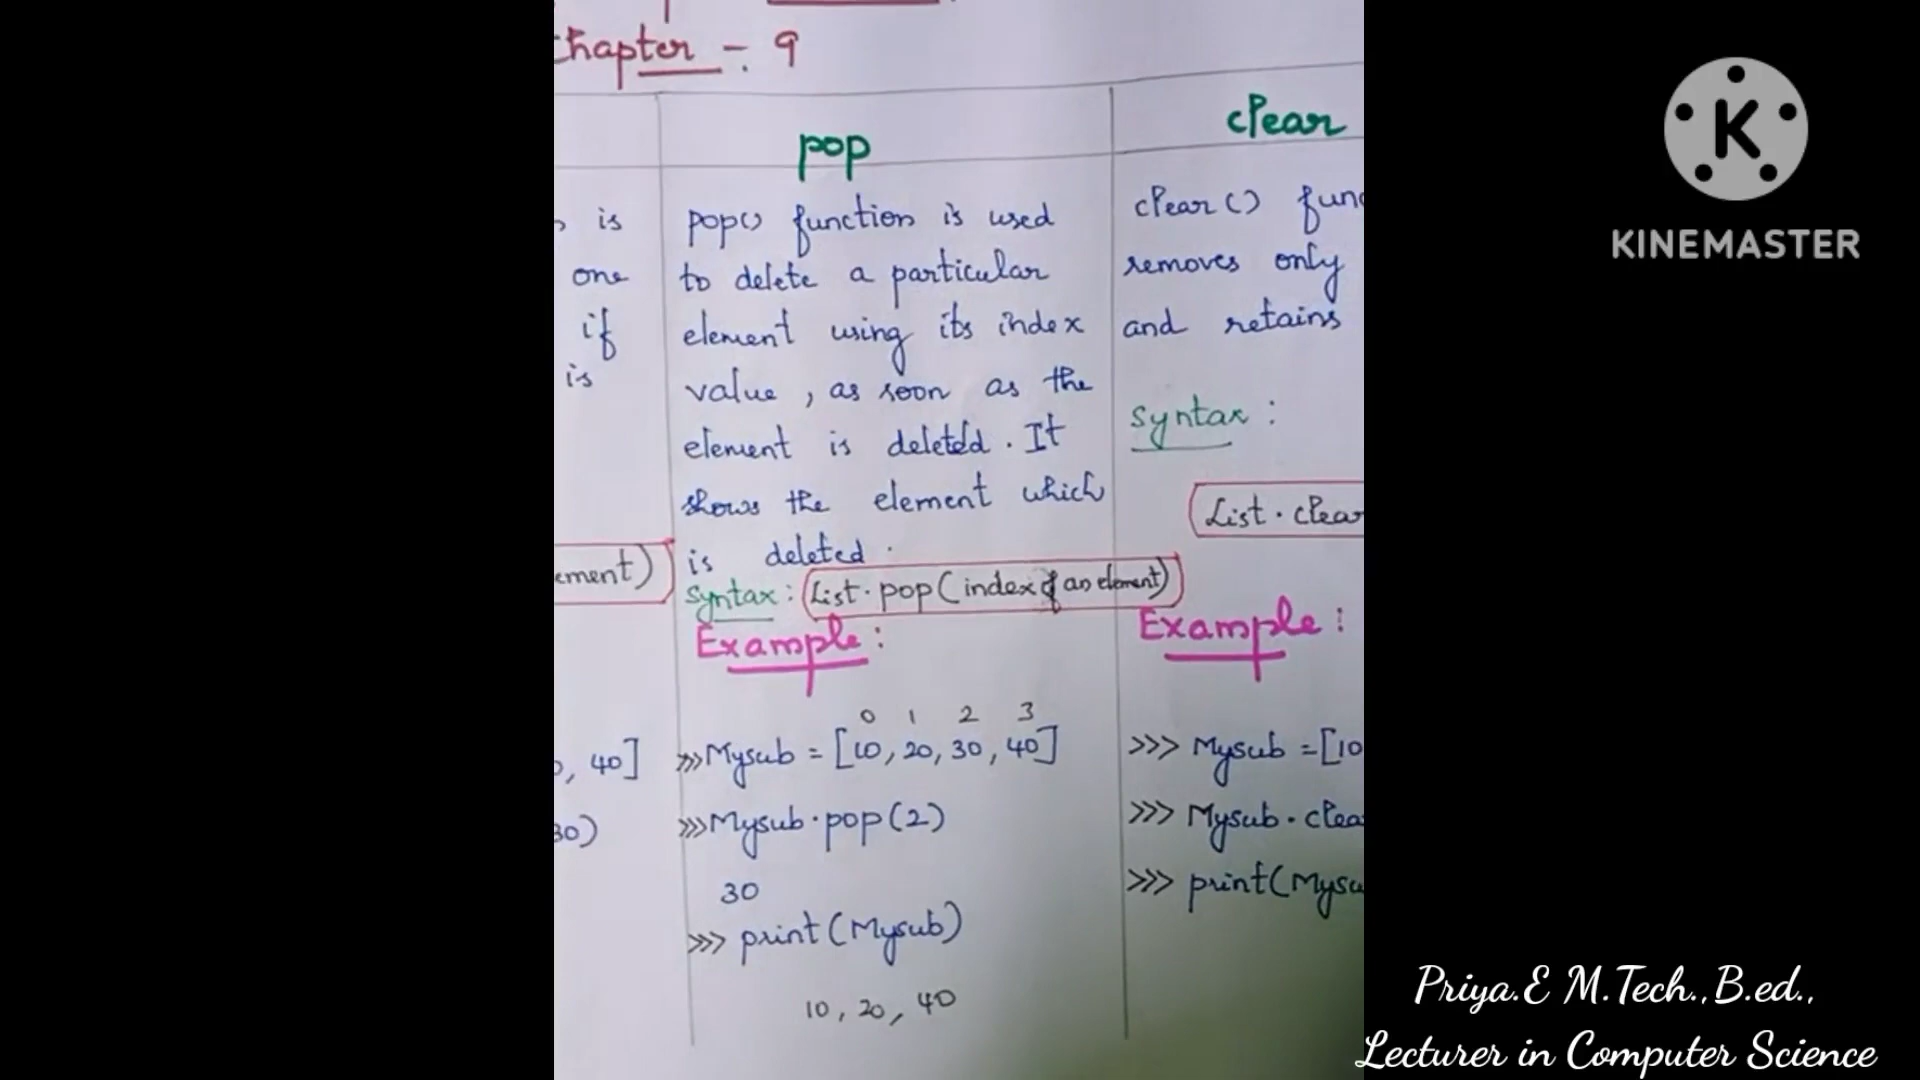 Chapter - 9
is
one
if
is
ement)
, 40]
30)
pop
pop() function is used
to delete a particular
element using its index
value, as soon as the
element is deleted. It
shows the element which
is deleted.
Syntax: List.pop(index of an element)
Example:
0 1 2 3
>>> Mysub = [10, 20, 30, 40]
>>> Mysub.pop(2)
30
>>> print(Mysub)
10, 20, 40
clear
clear() func
removes only
and retains
Syntax:
List.clear
Example:
>>> Mysub = [10
>>> Mysub.clea
>>> print(Mysu
KINEMASTER
Priya.E M.Tech.,B.ed.,
Lecturer in Computer Science